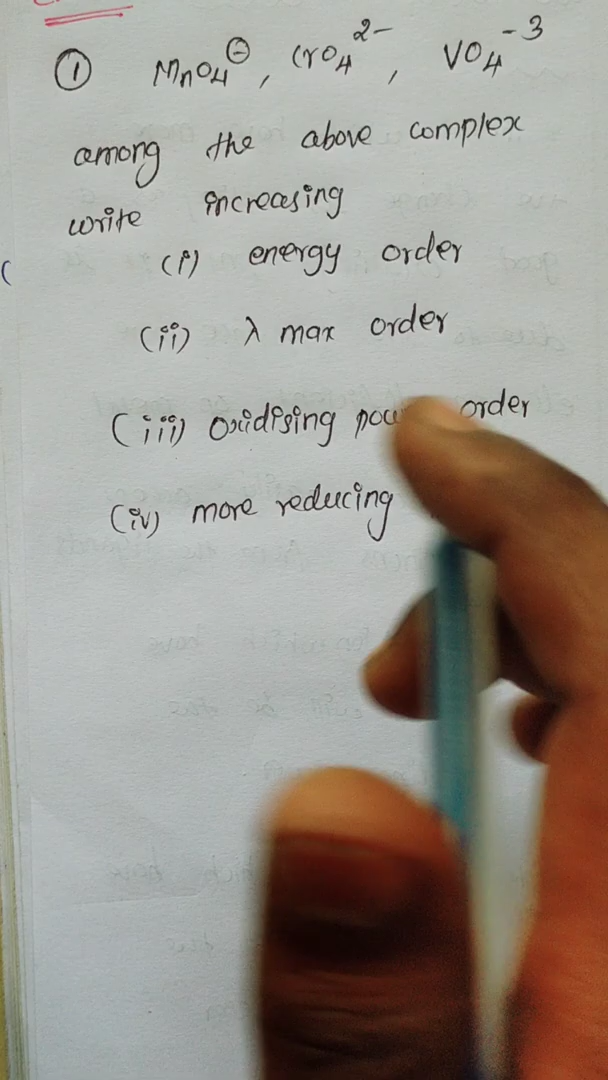 ① MnO4⊖, CrO4 2-, VO4 -3
among the above complex
write increasing
(i) energy order
(ii) λ max order
(iii) oxidising order
(iv) more reducing